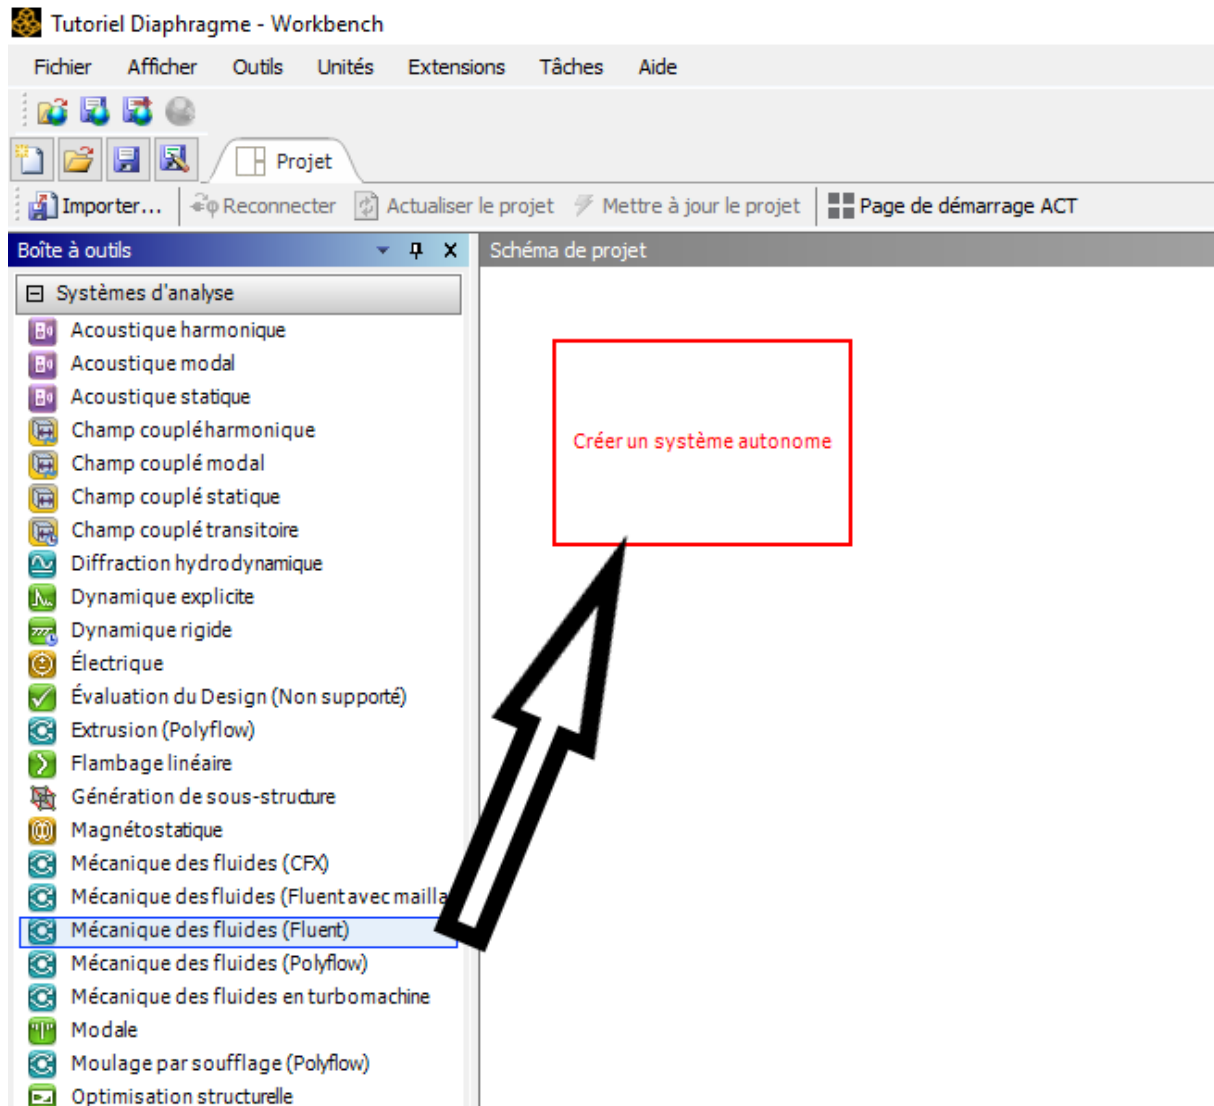 Tutoriel Diaphragme - Workbench
Fichier Afficher Outils Unités Extensions Tâches Aide
Projet
Importer... Reconnecter Actualiser le projet Mettre à jour le projet Page de démarrage ACT
Boîte à outils
Schéma de projet
Systèmes d'analyse
Acoustique harmonique
Acoustique modal
Acoustique statique
Champ couplé harmonique
Champ couplé modal
Champ couplé statique
Champ couplé transitoire
Diffraction hydrodynamique
Dynamique explicite
Dynamique rigide
Électrique
Évaluation du Design (Non supporté)
Extrusion (Polyflow)
Flambage linéaire
Génération de sous-structure
Magnétostatique
Mécanique des fluides (CFX)
Mécanique des fluides (Fluent avec mailla
Mécanique des fluides (Fluent)
Mécanique des fluides (Polyflow)
Mécanique des fluides en turbomachine
Modale
Moulage par soufflage (Polyflow)
Optimisation structurelle
Créer un système autonome